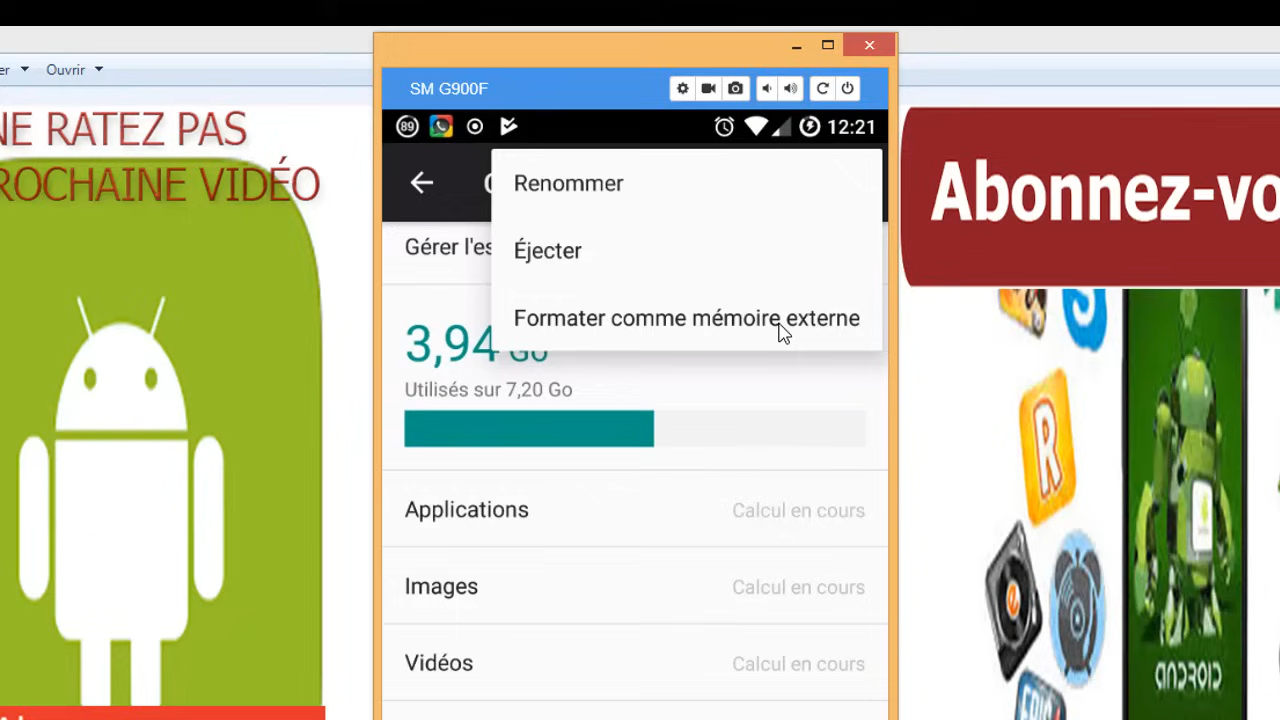 er Ouvrir
NE RATEZ PAS
ROCHAINE VIDÉO
SM G900F
89 12:21
Renommer
Gérer l'es
Éjecter
Formater comme mémoire externe
3,94 Go
Utilisés sur 7,20 Go
Applications Calcul en cours
Images Calcul en cours
Vidéos Calcul en cours
Abonnez-vo
R
ANDROID